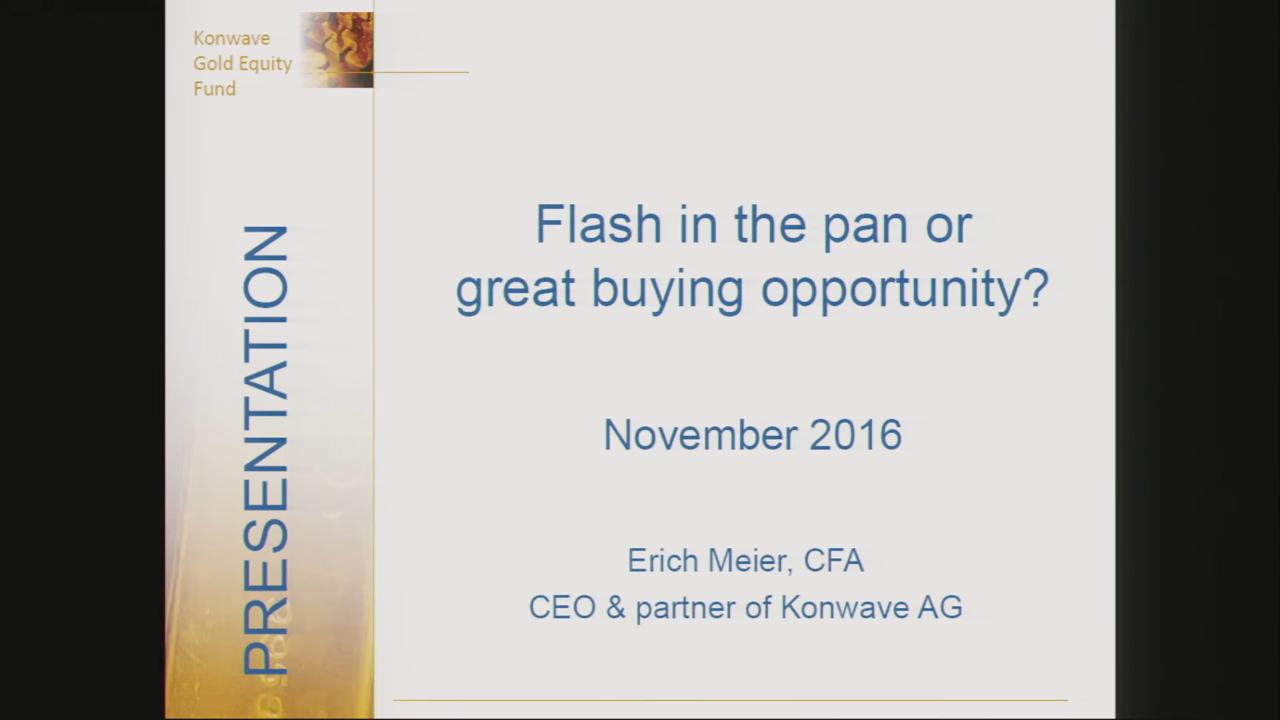 Konwave
Gold Equity
Fund
PRESENTATION
Flash in the pan or
great buying opportunity?
November 2016
Erich Meier, CFA
CEO & partner of Konwave AG